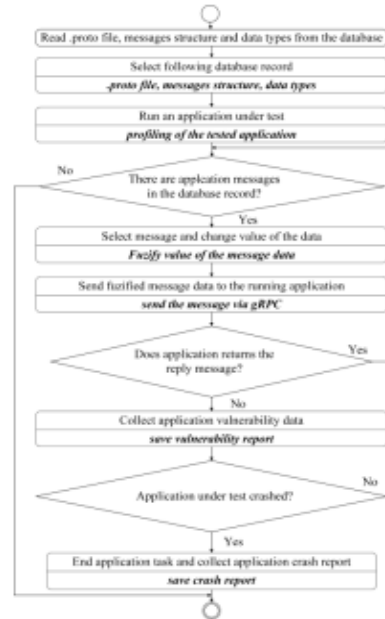 Read .proto file, messages structure and data types from the database
Select following database record
.proto file, messages structure, data types
Run an application under test
profiling of the tested application
No
There are application messages
in the database record?
Yes
Select message and change value of the data
Fuzify value of the message data
Send fuzified message data to the running application
send the message via gRPC
Does application returns the
reply message?
Yes
No
Collect application vulnerability data
save vulnerability report
No
Application under test crashed?
Yes
End application task and collect application crash report
save crash report